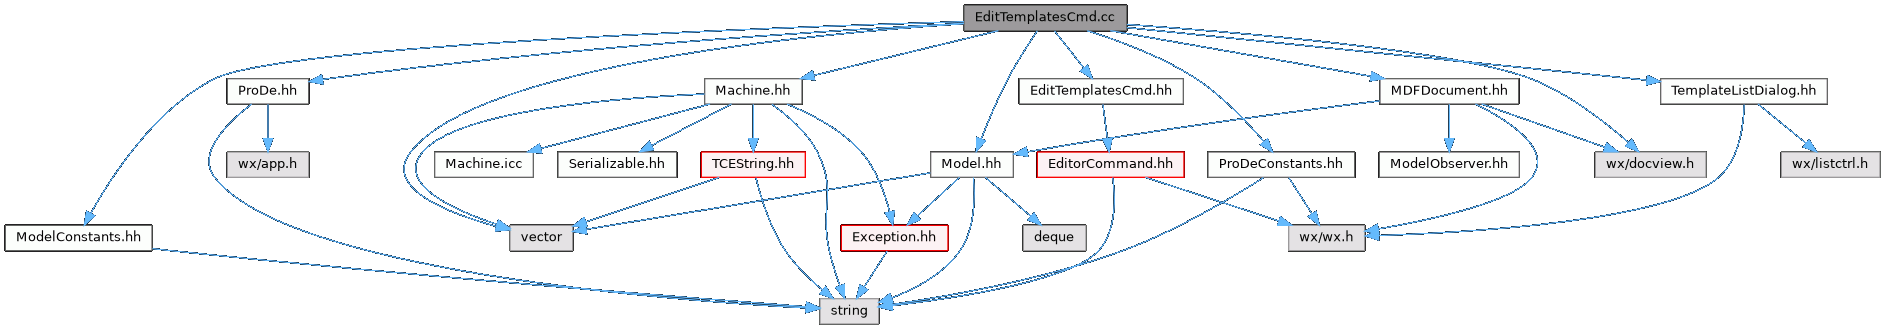 EditTemplatesCmd.cc
ProDe.hh
Machine.hh
EditTemplatesCmd.hh
MDFDocument.hh
TemplateListDialog.hh
wx/app.h
Machine.icc
Serializable.hh
TCEString.hh
Model.hh
EditorCommand.hh
ProDeConstants.hh
ModelObserver.hh
wx/docview.h
wx/listctrl.h
ModelConstants.hh
vector
Exception.hh
deque
wx/wx.h
string